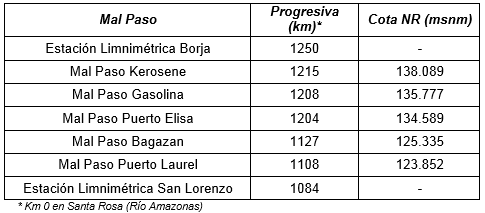 Mal Paso Progresiva (km)* Cota NR (msnm)
Estación Limnimétrica Borja 1250 -
Mal Paso Kerosene 1215 138.089
Mal Paso Gasolina 1208 135.777
Mal Paso Puerto Elisa 1204 134.589
Mal Paso Bagazan 1127 125.335
Mal Paso Puerto Laurel 1108 123.852
Estación Limnimétrica San Lorenzo 1084 -
* Km 0 en Santa Rosa (Río Amazonas)